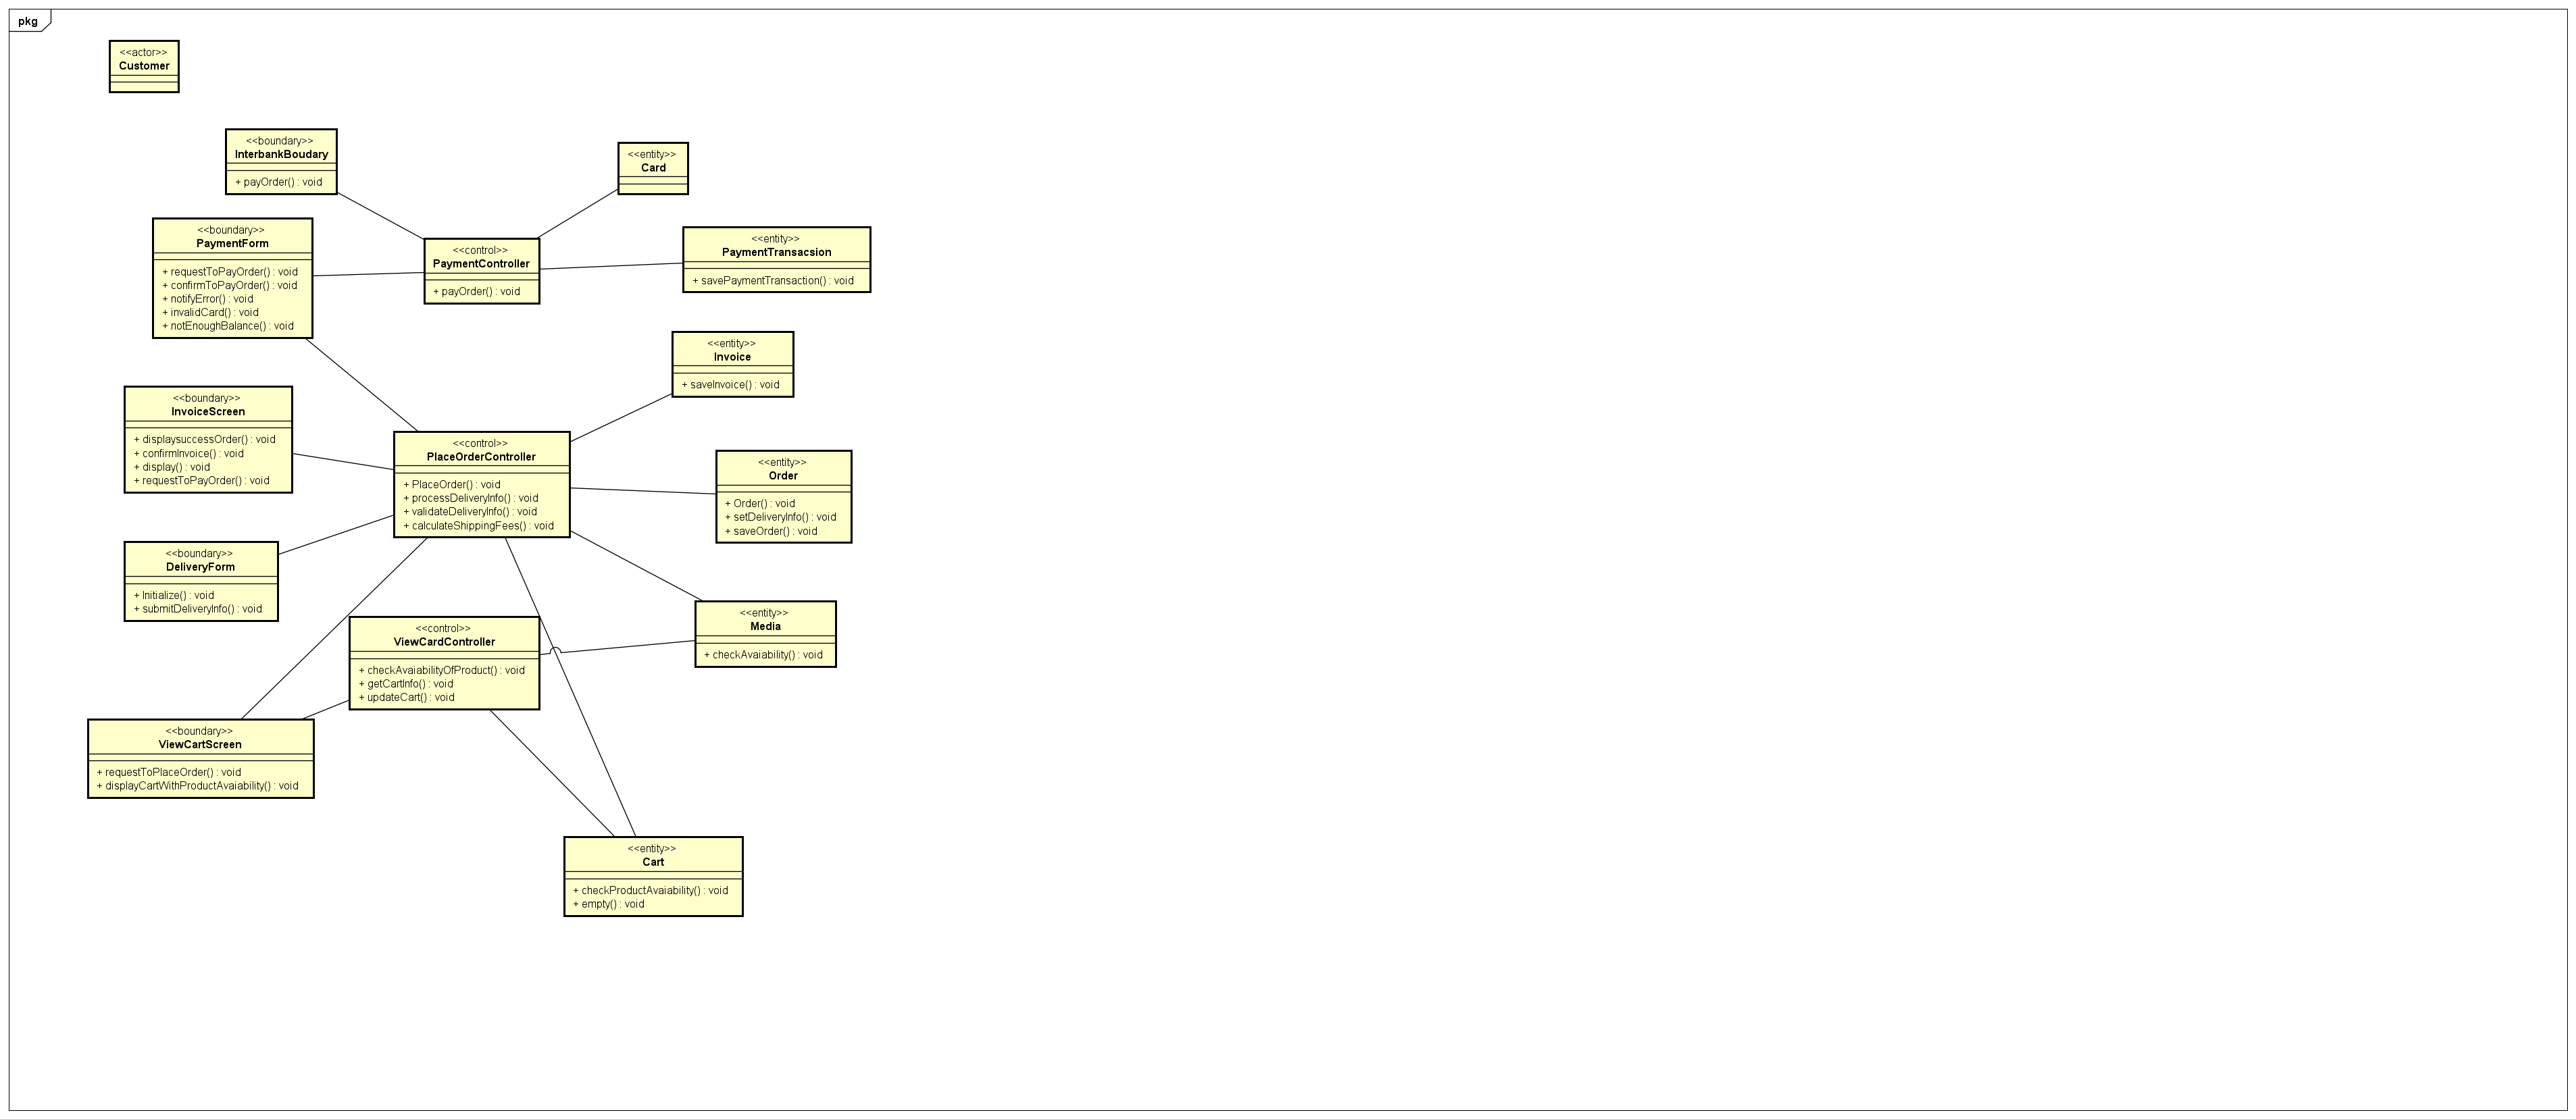 pkg
<<actor>>
Customer
<<boundary>>
InterbankBoudary
+ payOrder() : void
<<entity>>
Card
<<boundary>>
PaymentForm
+ requestToPayOrder() : void
+ confirmToPayOrder() : void
+ notifyError() : void
+ invalidCard() : void
+ notEnoughBalance() : void
<<control>>
PaymentController
+ payOrder() : void
<<entity>>
PaymentTransacsion
+ savePaymentTransaction() : void
<<entity>>
Invoice
+ saveInvoice() : void
<<boundary>>
InvoiceScreen
+ displaysuccessOrder() : void
+ confirmInvoice() : void
+ display() : void
+ requestToPayOrder() : void
<<control>>
PlaceOrderController
+ PlaceOrder() : void
+ processDeliveryInfo() : void
+ validateDeliveryInfo() : void
+ calculateShippingFees() : void
<<entity>>
Order
+ Order() : void
+ setDeliveryInfo() : void
+ saveOrder() : void
<<boundary>>
DeliveryForm
+ Initialize() : void
+ submitDeliveryInfo() : void
<<control>>
ViewCardController
+ checkAvaiabilityOfProduct() : void
+ getCartInfo() : void
+ updateCart() : void
<<entity>>
Media
+ checkAvaiability() : void
<<boundary>>
ViewCartScreen
+ requestToPlaceOrder() : void
+ displayCartWithProductAvaiability() : void
<<entity>>
Cart
+ checkProductAvaiability() : void
+ empty() : void